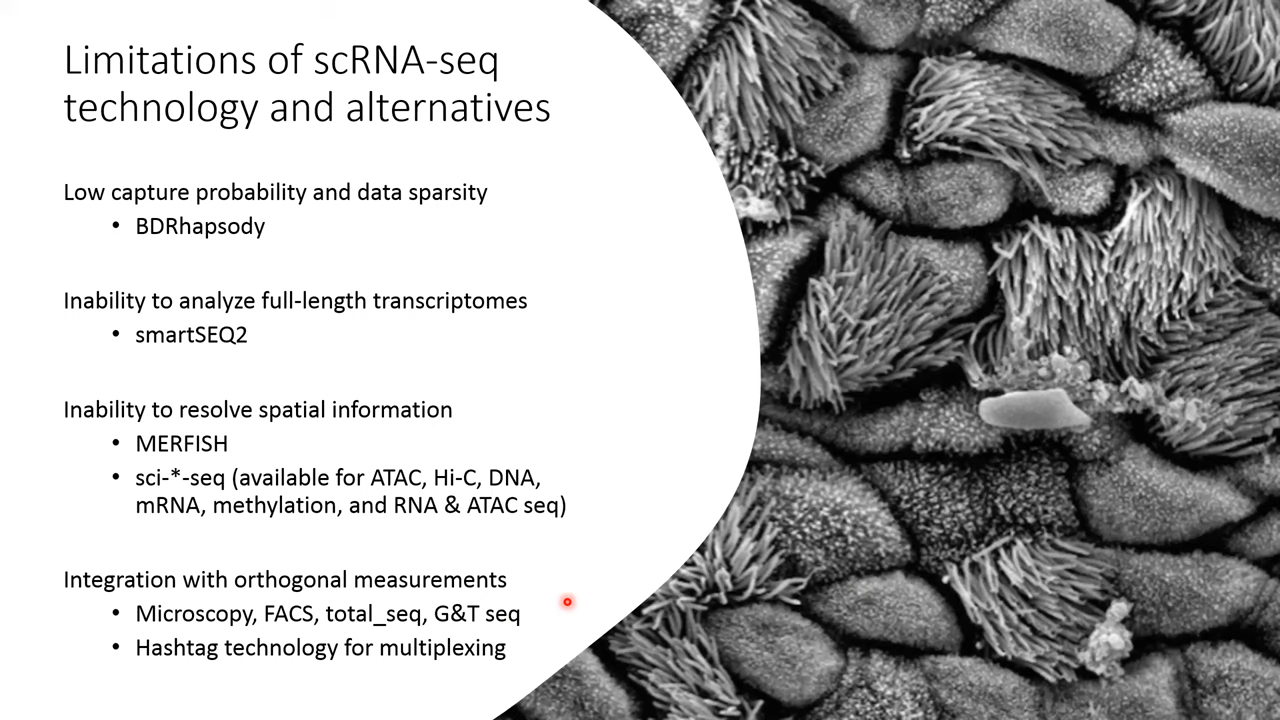 Limitations of scRNA-seq
technology and alternatives
Low capture probability and data sparsity
• BDRhapsody
Inability to analyze full-length transcriptomes
• smartSEQ2
Inability to resolve spatial information
• MERFISH
• sci-*-seq (available for ATAC, Hi-C, DNA,
mRNA, methylation, and RNA & ATAC seq)
Integration with orthogonal measurements
• Microscopy, FACS, total_seq, G&T seq
• Hashtag technology for multiplexing